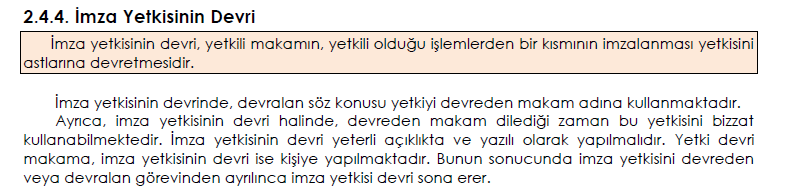 2.4.4. İmza Yetkisinin Devri
İmza yetkisinin devri, yetkili makamın, yetkili olduğu işlemlerden bir kısmının imzalanması yetkisini
astlarına devretmesidir.
İmza yetkisinin devrinde, devralan söz konusu yetkiyi devreden makam adına kullanmaktadır.
Ayrıca, imza yetkisinin devri halinde, devreden makam dilediği zaman bu yetkisini bizzat
kullanabilmektedir. İmza yetkisinin devri yeterli açıklıkta ve yazılı olarak yapılmalıdır. Yetki devri
makama, imza yetkisinin devri ise kişiye yapılmaktadır. Bunun sonucunda imza yetkisini devreden
veya devralan görevinden ayrılınca imza yetkisi devri sona erer.